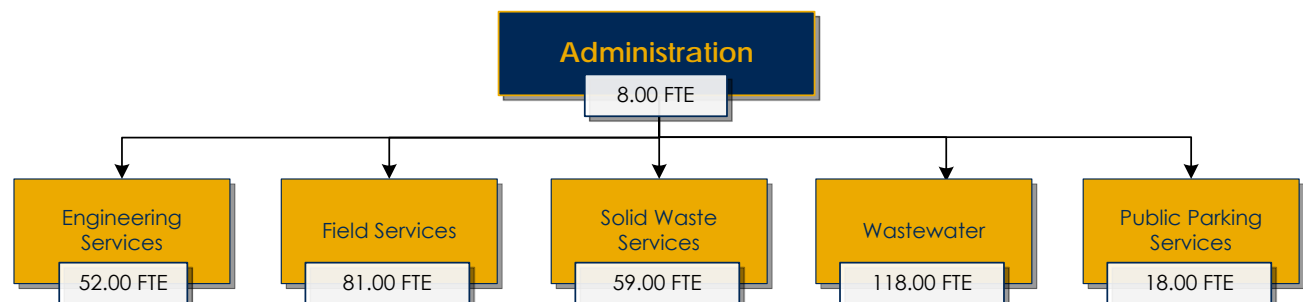 Administration
8.00 FTE
Engineering
Services
52.00 FTE
Field Services
81.00 FTE
Solid Waste
Services
59.00 FTE
Wastewater
118.00 FTE
Public Parking
Services
18.00 FTE